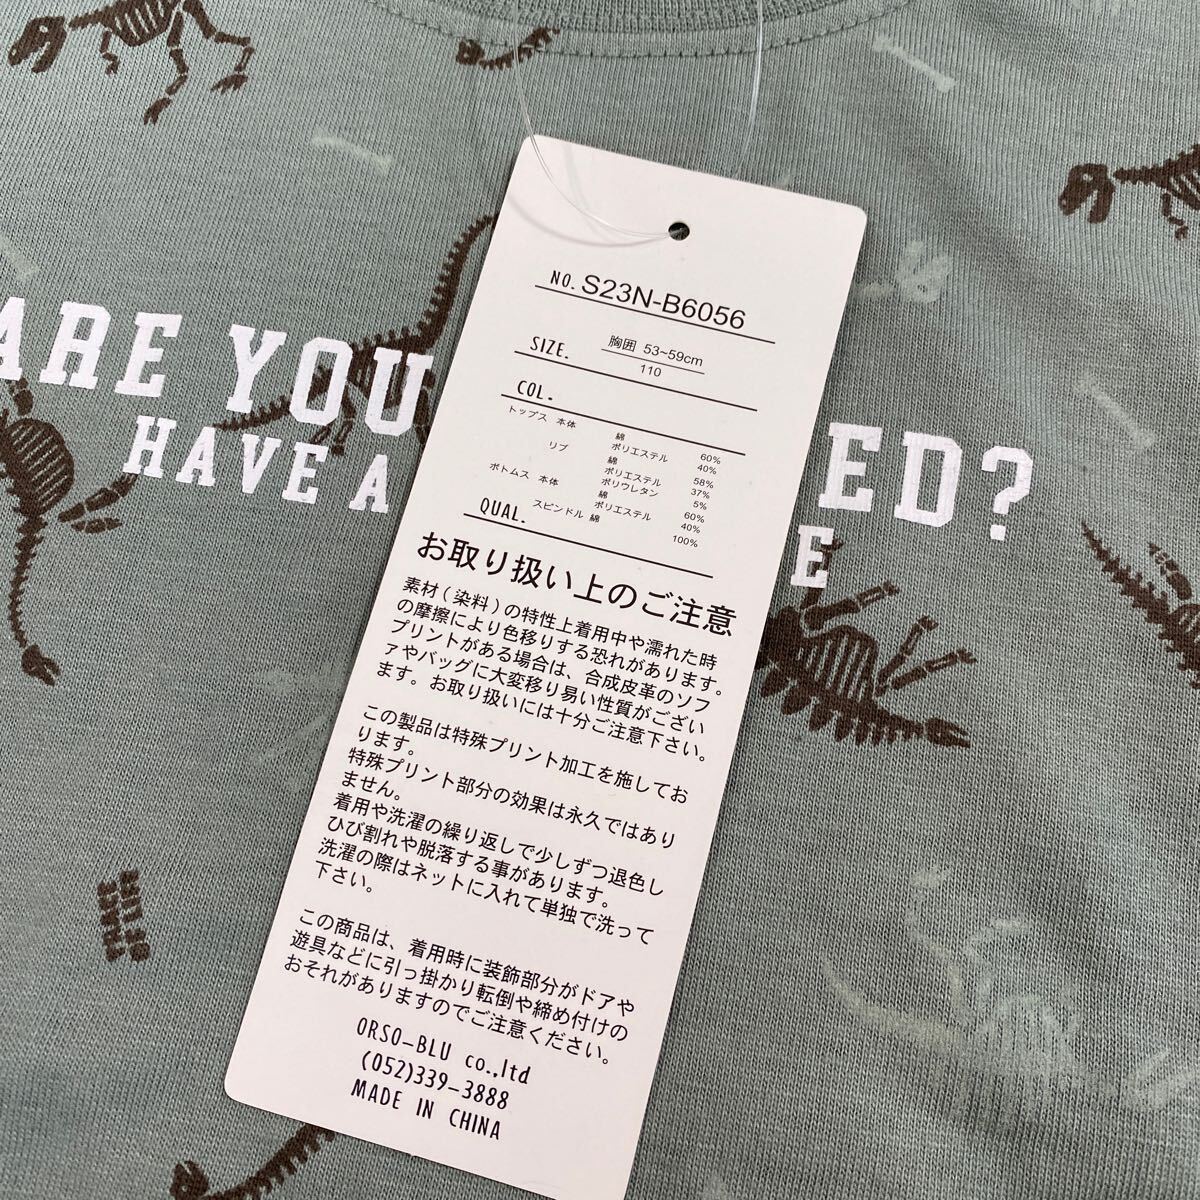 NO. S23N-B6056
SIZE. 胸囲 53~59cm
110
COL.
トップス 本体 綿 60%
ポリエステル 40%
リブ 綿 58%
ポリエステル 37%
ポリウレタン 5%
ボトムス 本体 綿 60%
ポリエステル 40%
スピンドル 綿 100%
QUAL.
お取り扱い上のご注意
素材(染料)の特性上着用中や濡れた時
の摩擦により色移りする恐れがあります。
プリントがある場合は、合成皮革のソフ
ァやバッグに大変移り易い性質がござい
ます。お取り扱いには十分ご注意下さい。
この製品は特殊プリント加工を施してお
ります。
特殊プリント部分の効果は永久ではあり
ません。
着用や洗濯の繰り返しで少しずつ退色し
ひび割れや脱落する事があります。
洗濯の際はネットに入れて単独で洗って
下さい。
この商品は、着用時に装飾部分がドアや
遊具などに引っ掛かり転倒や締め付けの
おそれがありますのでご注意ください。
ORSO-BLU co.,ltd
(052)339-3888
MADE IN CHINA
ARE YOU ED?
HAVE A E
PLACE
OF LIFE